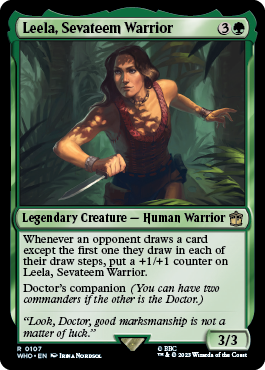 Leela, Sevateem Warrior 3
Legendary Creature — Human Warrior
Whenever an opponent draws a card
except the first one they draw in each
of their draw steps, put a +1/+1 counter on
Leela, Sevateem Warrior.
Doctor's companion (You can have two
commanders if the other is the Doctor.)
"Look, Doctor, good marksmanship is not
a matter of luck."
3/3
R 0107
WHO • EN Irina Nordsol
© BBC
™ & © 2023 Wizards of the Coast